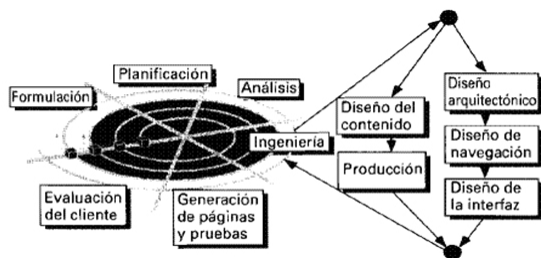 Planificación
Formulación
Análisis
Ingeniería
Evaluación
del cliente
Generación
de páginas
y pruebas
Diseño del
contenido
Producción
Diseño
arquitectónico
Diseño de
navegación
Diseño de
la interfaz